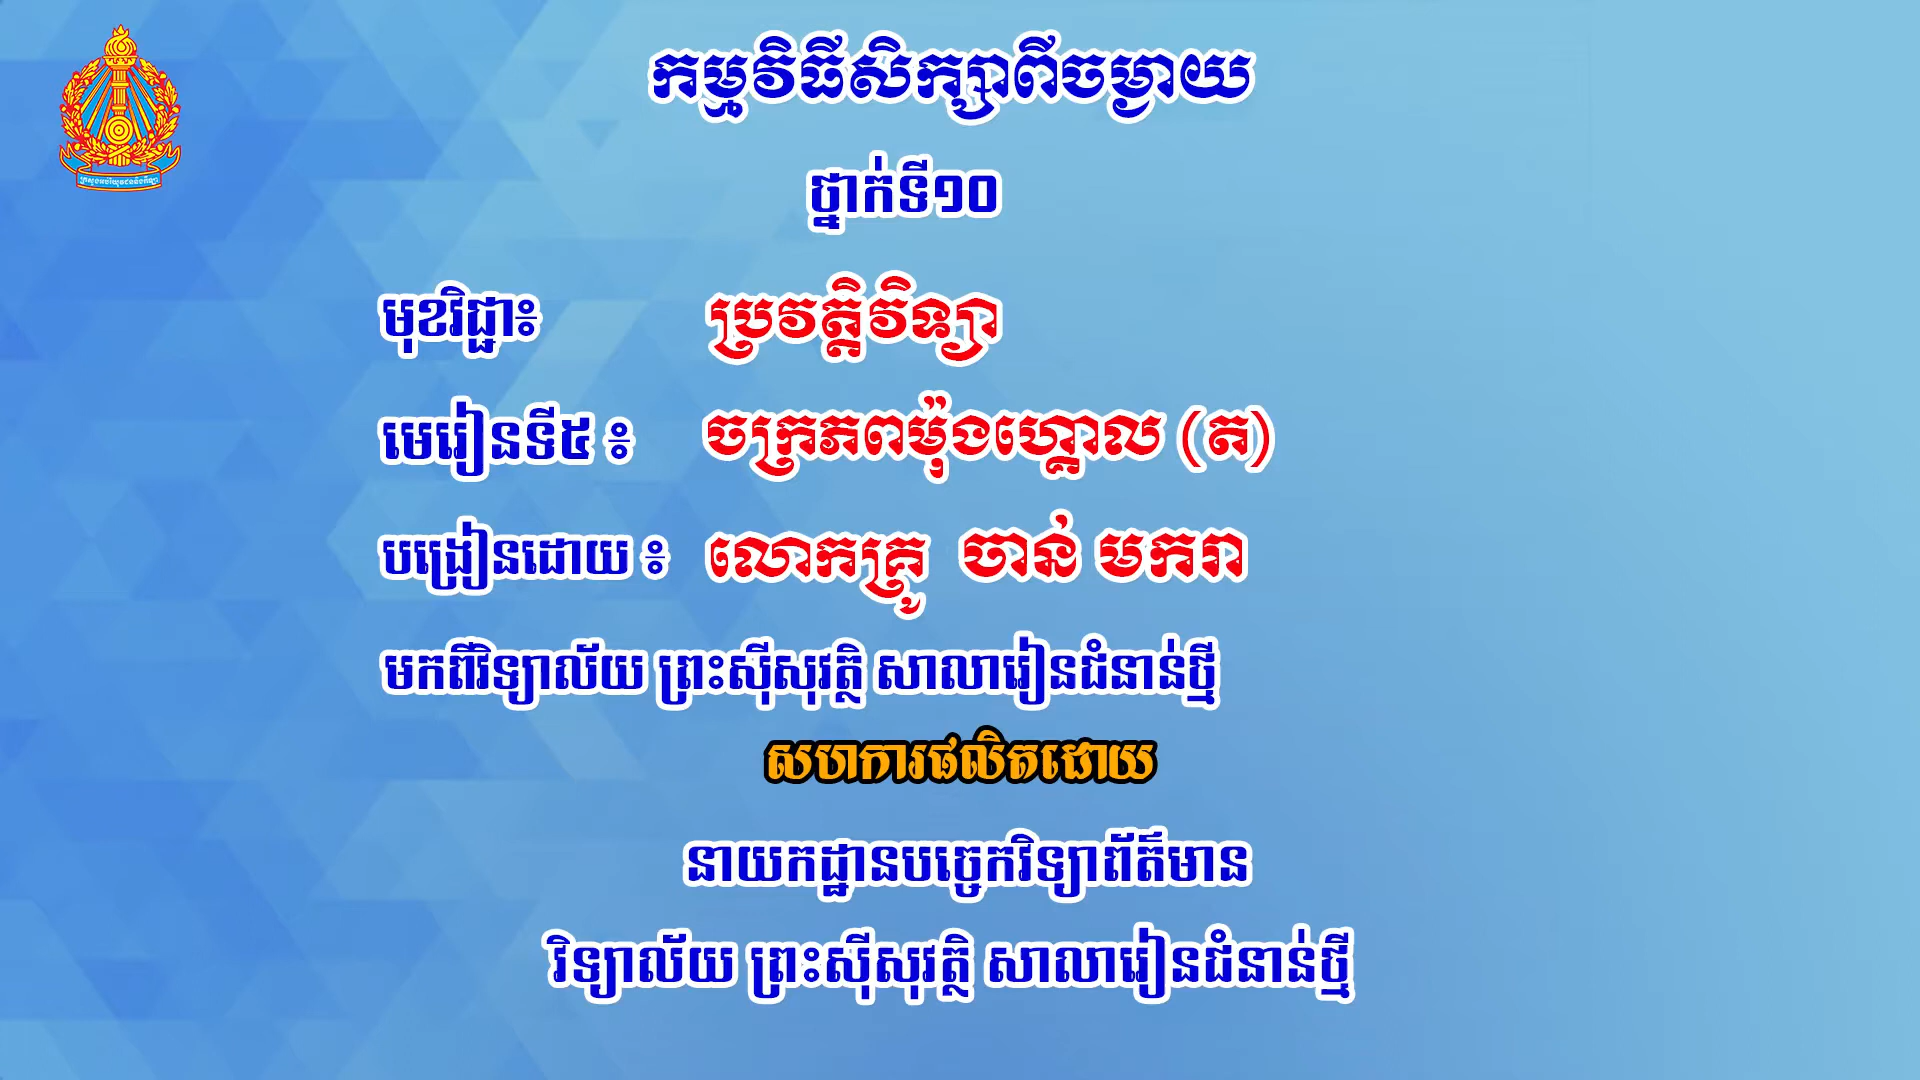 កម្មវិធីសិក្សាពីចម្ងាយ
ថ្នាក់ទី១០
មុខវិជ្ជា៖ ប្រវត្តិវិទ្យា
មេរៀនទី៥ ៖ ចក្រភពម៉ុងហ្គោល (ត)
បង្រៀនដោយ ៖ លោកគ្រូ ចាន់ មករា
មកពីវិទ្យាល័យ ព្រះស៊ីសុវត្ថិ សាលារៀនជំនាន់ថ្មី
សហការផលិតដោយ
នាយកដ្ឋានបច្ចេកវិទ្យាព័ត៌មាន
វិទ្យាល័យ ព្រះស៊ីសុវត្ថិ សាលារៀនជំនាន់ថ្មី